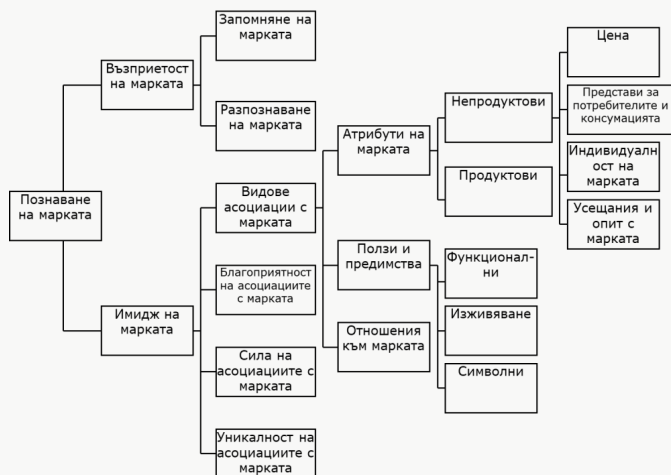 Запомняне на
марката
Възприетост
на марката
Разпознаване
на марката
Познаване
на марката
Имидж на
марката
Видове
асоциации с
марката
Благоприятност
на асоциациите
с марката
Сила на
асоциациите с
марката
Уникалност на
асоциациите с
марката
Атрибути на
марката
Ползи и
предимства
Отношения
към марката
Непродуктови
Продуктови
Функционал-
ни
Изживяване
Символни
Цена
Представи за
потребителите и
консумацията
Индивидуалн
ост на
марката
Усещания и
опит с
марката